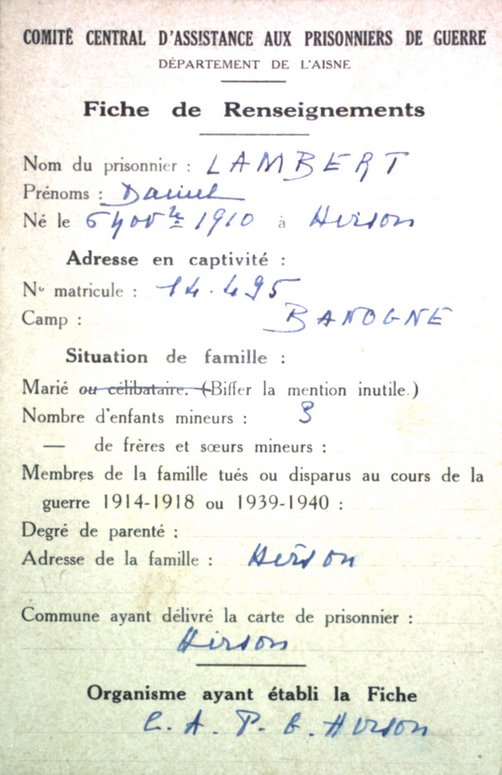 COMITÉ CENTRAL D'ASSISTANCE AUX PRISONNIERS DE GUERRE
DÉPARTEMENT DE L'AISNE
Fiche de Renseignements
Nom du prisonnier : LAMBERT
Prénoms : Daniel
Né le 6 Novbre 1910 à Hirson
Adresse en captivité :
No matricule : 14.495
Camp : BANOGNE
Situation de famille :
Marié ou célibataire. (Biffer la mention inutile.)
Nombre d'enfants mineurs : 3
— de frères et sœurs mineurs :
Membres de la famille tués ou disparus au cours de la
guerre 1914-1918 ou 1939-1940 :
Degré de parenté :
Adresse de la famille : Hirson
Commune ayant délivré la carte de prisonnier :
Hirson
Organisme ayant établi la Fiche
C. A. P. G. Hirson